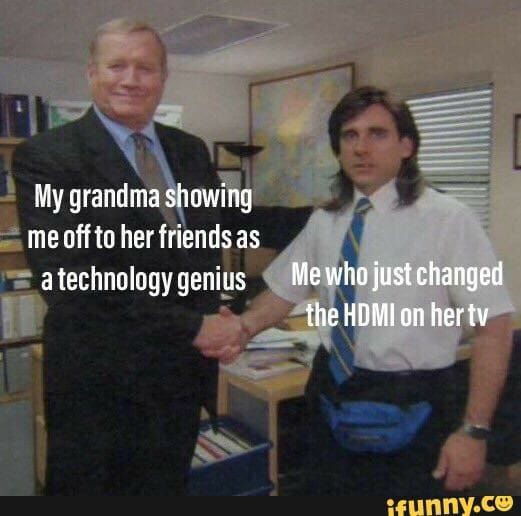 My grandma showing
me off to her friends as
a technology genius
Me who just changed
the HDMI on her tv
ifunny.co